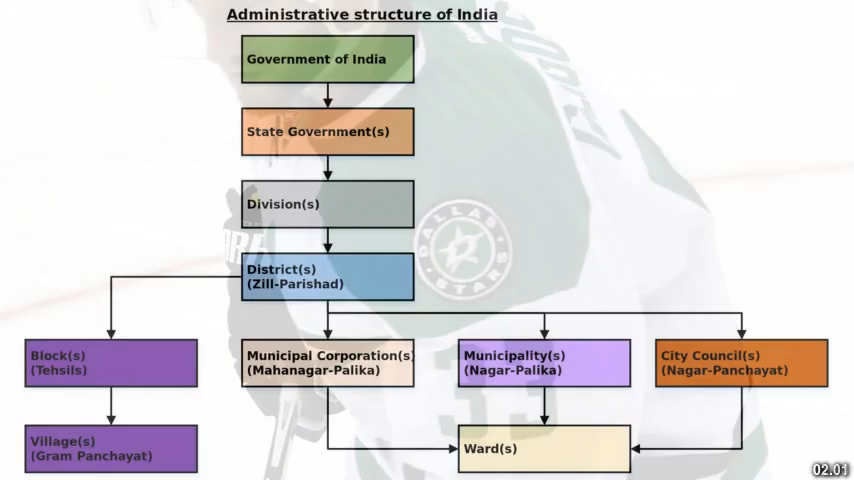 Administrative structure of India
Government of India
State Government(s)
Division(s)
District(s)
(Zill-Parishad)
Block(s)
(Tehsils)
Municipal Corporation(s)
(Mahanagar-Palika)
Municipality(s)
(Nagar-Palika)
City Council(s)
(Nagar-Panchayat)
Village(s)
(Gram Panchayat)
Ward(s)
DALLAS
STARS
33
02.01